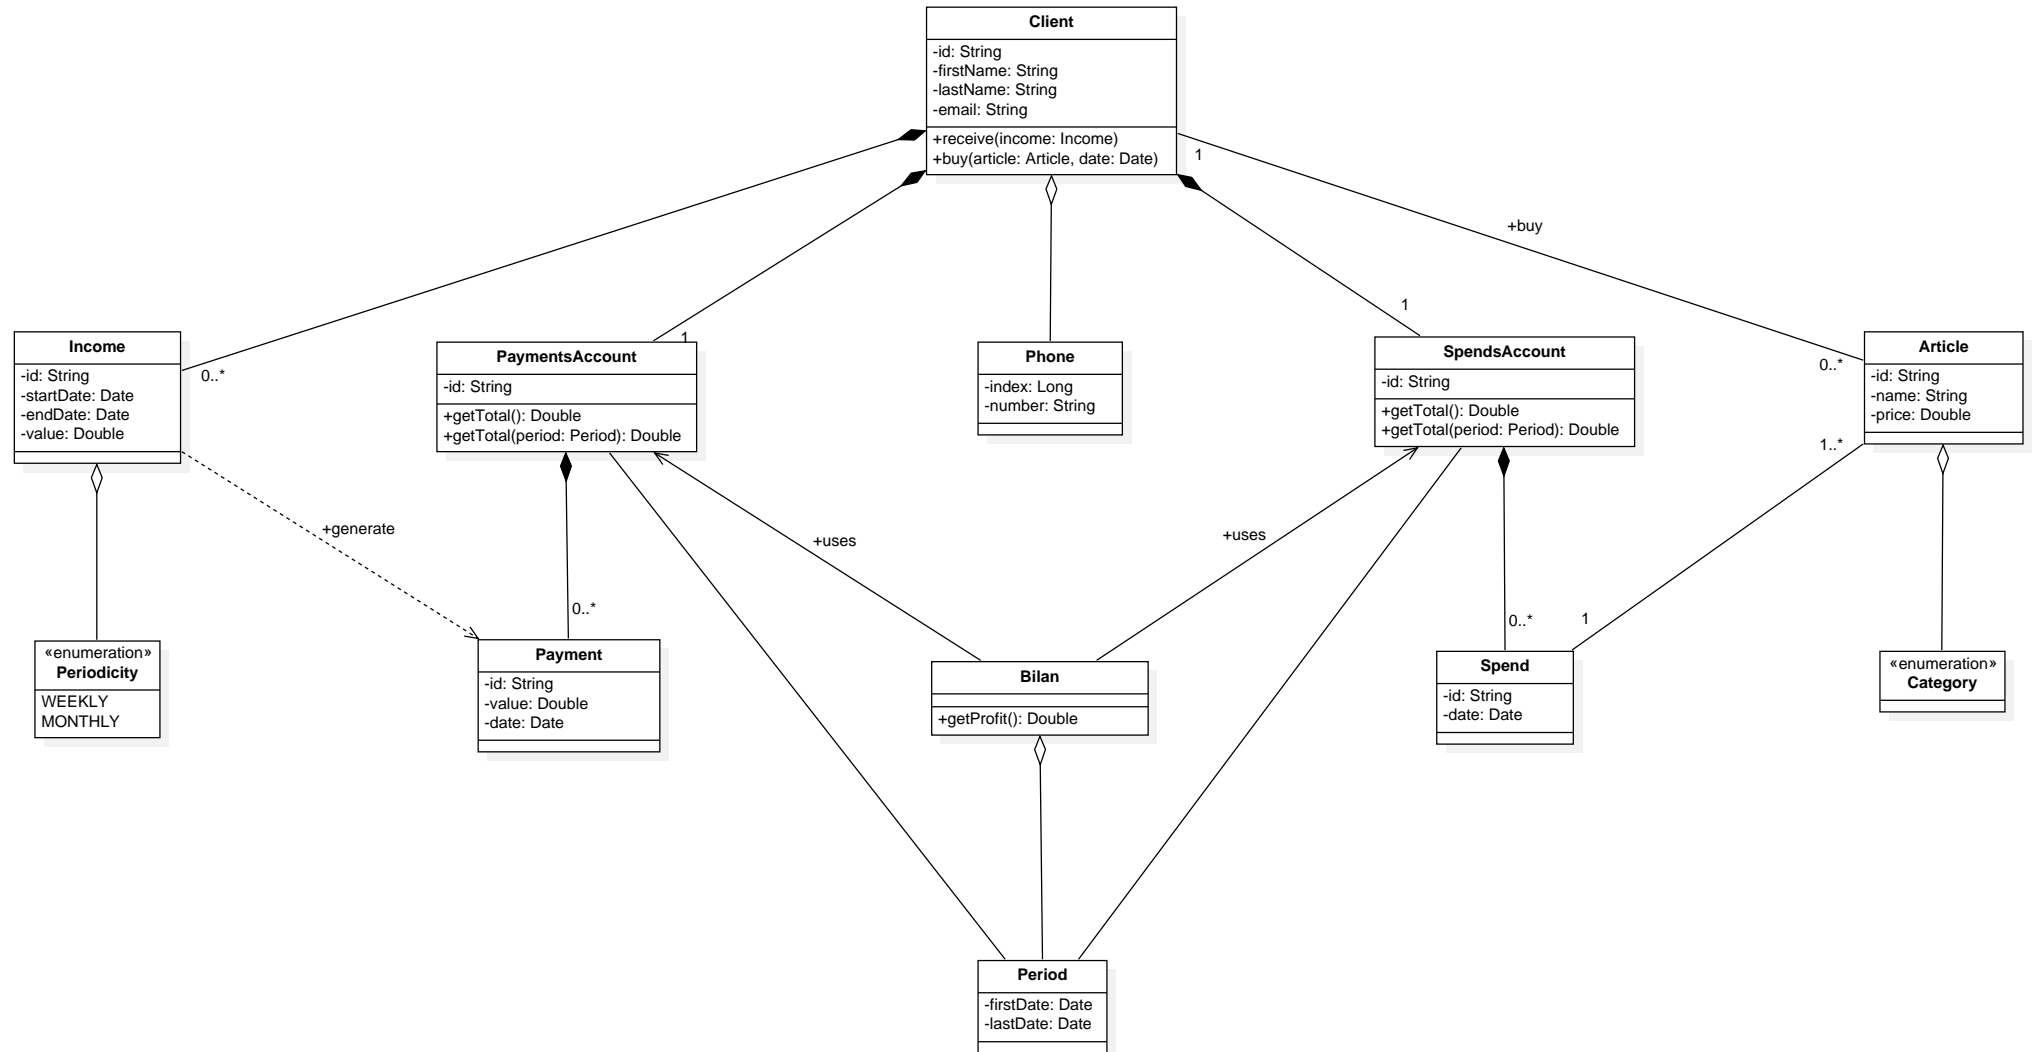 Client
-id: String
-firstName: String
-lastName: String
-email: String
+receive(income: Income)
+buy(article: Article, date: Date)
1
+buy
0..*
1
1
0..*
Income
-id: String
-startDate: Date
-endDate: Date
-value: Double
PaymentsAccount
-id: String
+getTotal(): Double
+getTotal(period: Period): Double
Phone
-index: Long
-number: String
SpendsAccount
-id: String
+getTotal(): Double
+getTotal(period: Period): Double
Article
-id: String
-name: String
-price: Double
1..*
+generate
+uses
+uses
0..*
0..*
1
«enumeration»
Periodicity
WEEKLY
MONTHLY
Payment
-id: String
-value: Double
-date: Date
Bilan
+getProfit(): Double
Spend
-id: String
-date: Date
«enumeration»
Category
Period
-firstDate: Date
-lastDate: Date